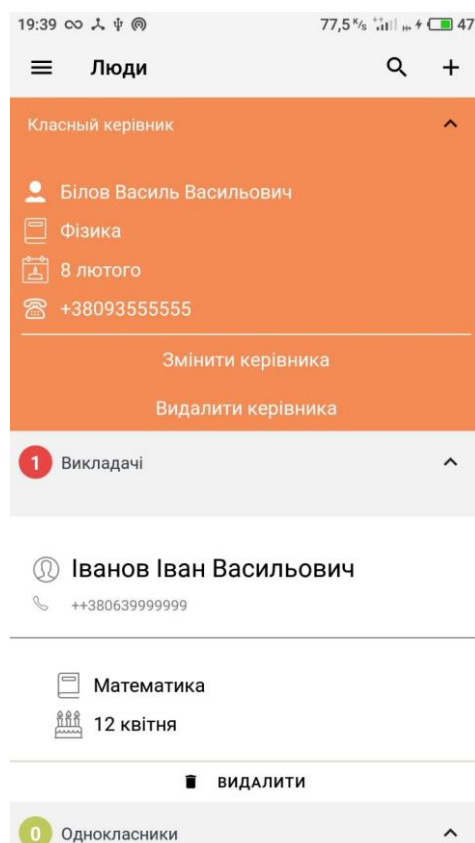 19:39 77,5 K/s 47
Люди
Класный керівник
Білов Василь Васильович
Фізика
8 лютого
+38093555555
Змінити керівника
Видалити керівника
1 Викладачі
Іванов Іван Васильович
++380639999999
Математика
12 квітня
ВИДАЛИТИ
0 Однокласники